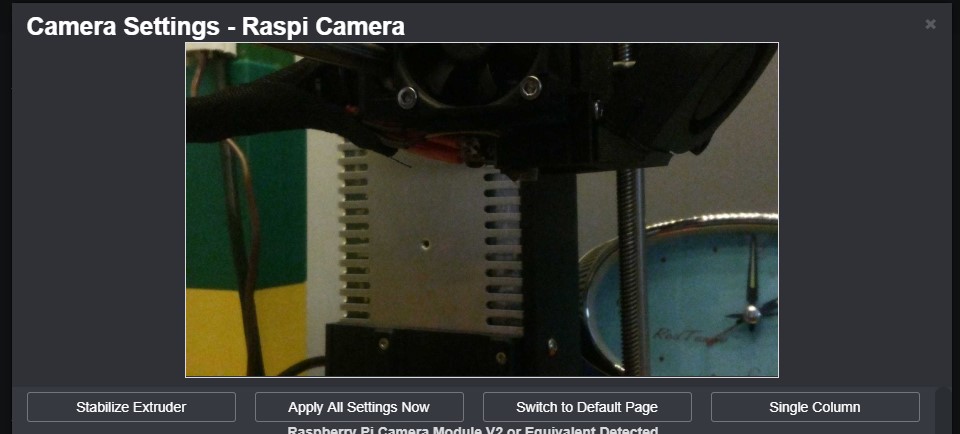 Camera Settings - Raspi Camera
×
Stabilize Extruder
Apply All Settings Now
Switch to Default Page
Single Column
Raspberry Pi Camera Module V2 or Equivalent Detected